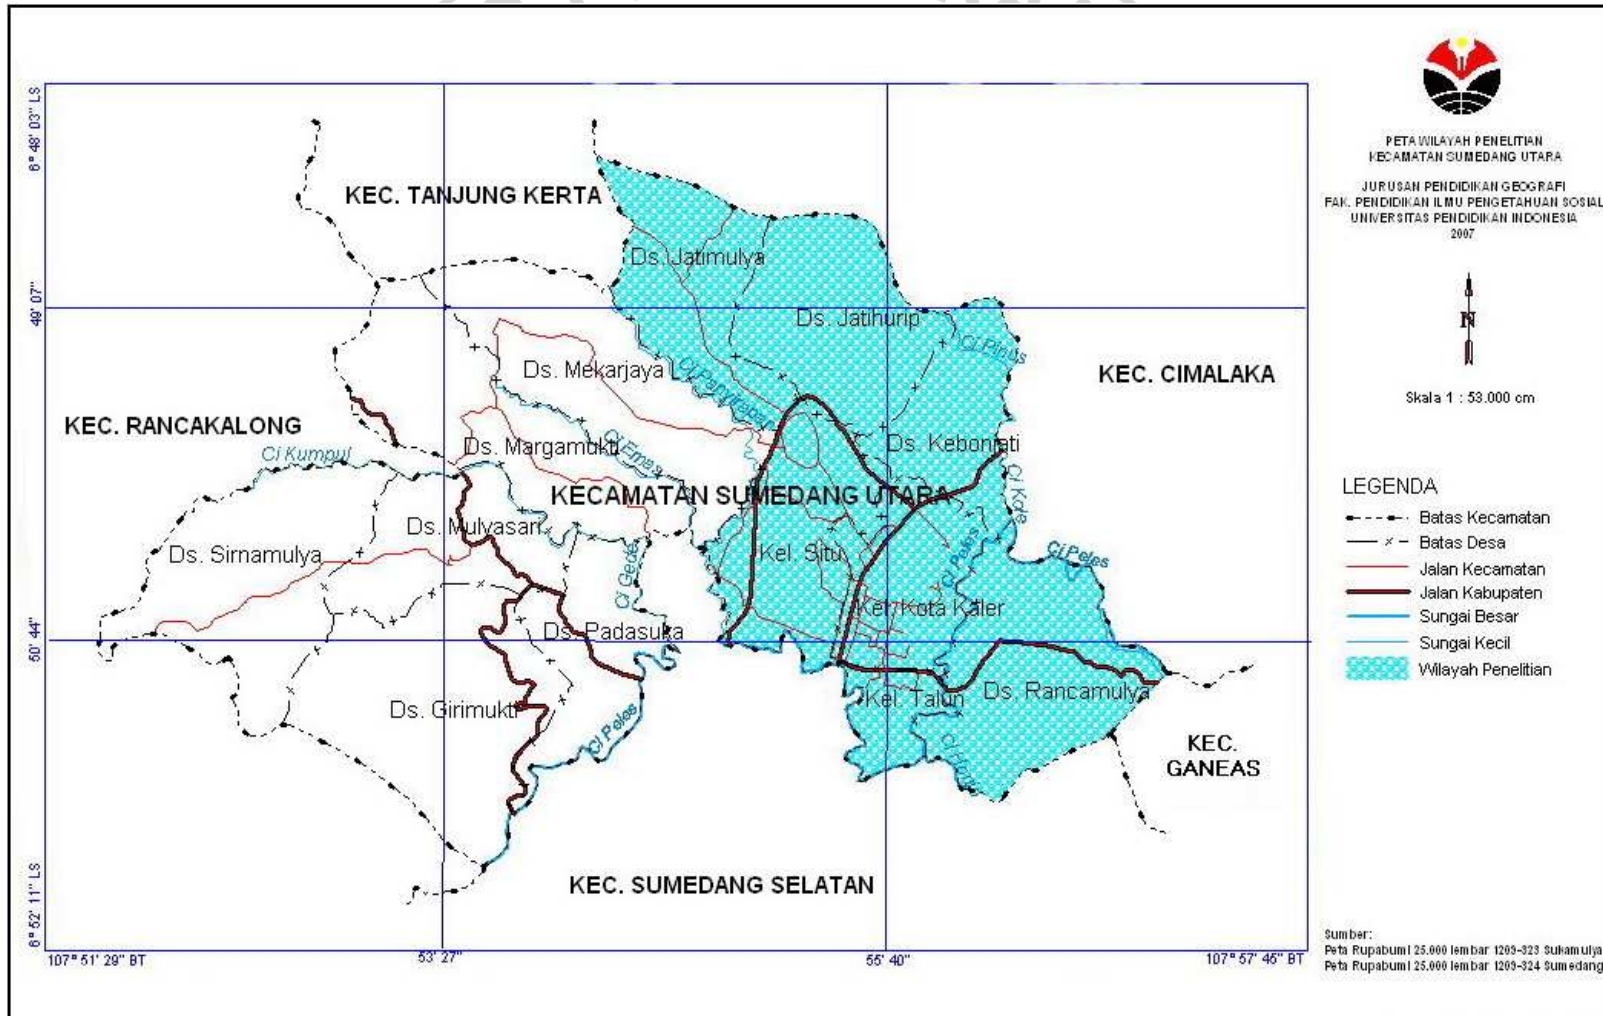 PETA WILAYAH PENELITIAN
KECAMATAN SUMEDANG UTARA
JURUSAN PENDIDIKAN GEOGRAFI
FAK. PENDIDIKAN ILMU PENGETAHUAN SOSIAL
UNIVERSITAS PENDIDIKAN INDONESIA
2007
N
Skala 1 : 53.000 cm
LEGENDA
Batas Kecamatan
Batas Desa
Jalan Kecamatan
Jalan Kabupaten
Sungai Besar
Sungai Kecil
Wilayah Penelitian
Sumber:
Peta Rupabumi 25.000 lembar 1209-323 Sukamulya
Peta Rupabumi 25.000 lembar 1209-324 Sumedang
6° 48' 03" LS
49' 07"
50' 44"
6° 52' 11" LS
107° 51' 29" BT
53' 27"
55' 40"
107° 57' 45" BT
KEC. TANJUNG KERTA
Ds. Jatimulya
Ds. Jatihurip
Ds. Mekarjaya
KEC. CIMALAKA
KEC. RANCAKALONG
Ci Kumpul
Ds. Margamukti
Ci Emas
Ds. Kebonjati
Ci Kole
KECAMATAN SUMEDANG UTARA
Ds. Mulyasari
Ds. Sirnamulya
Kel. Situ
Ci Peles
Ci Peles
Ci Gede
Kel. Kota Kaler
Ds. Padasuka
Ds. Girimukti
Kel. Talun
Ds. Rancamulya
Ci Peles
KEC.
GANEAS
KEC. SUMEDANG SELATAN